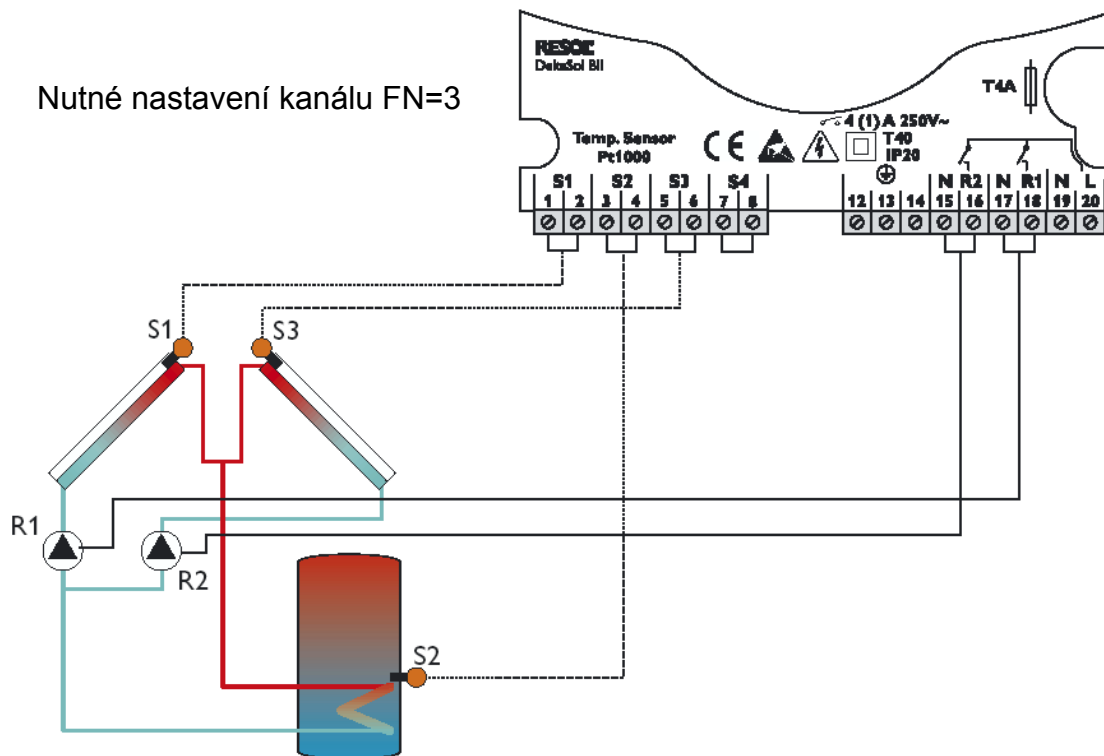 Nutné nastavení kanálu FN=3
RESOL
DeltaSol BII
T4A
4 (1) A 250V~
T40
IP20
Temp. Sensor
Pt1000
CE
S1 S2 S3 S4
N R2 N R1 N L
1 2 3 4 5 6 7 8
12 13 14 15 16 17 18 19 20
S1
S3
R1
R2
S2